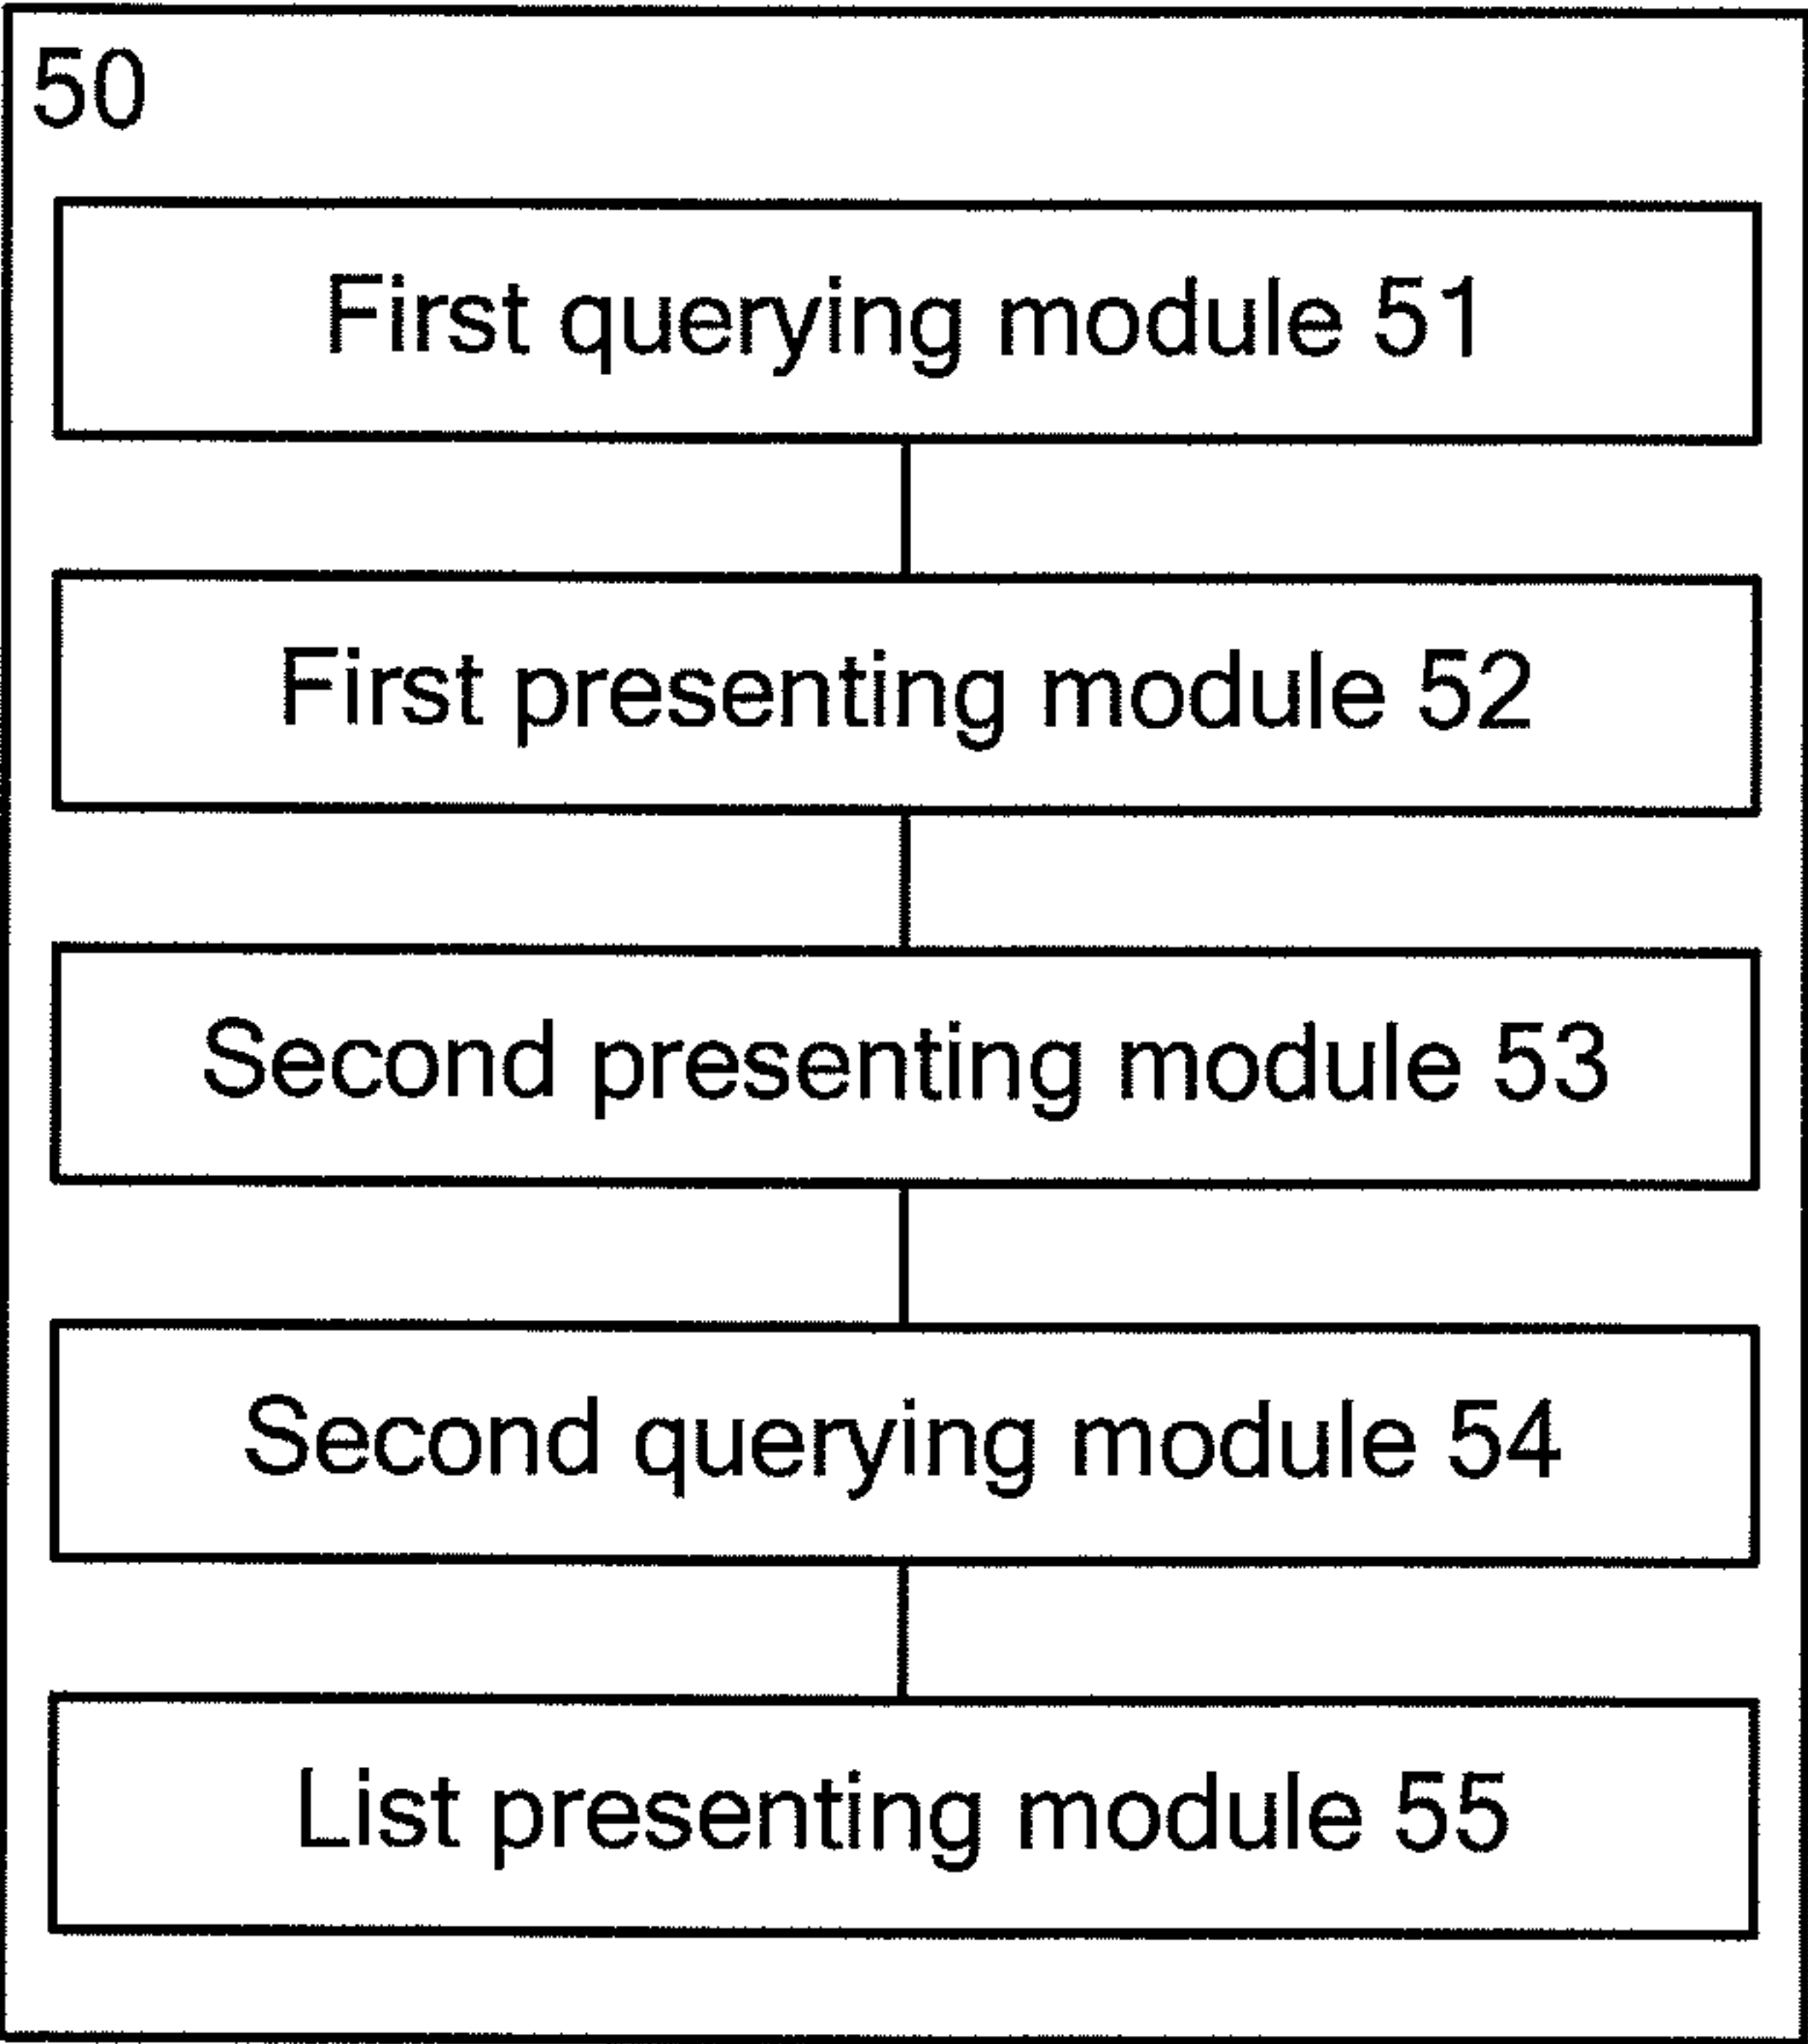 50
First querying module 51
First presenting module 52
Second presenting module 53
Second querying module 54
List presenting module 55